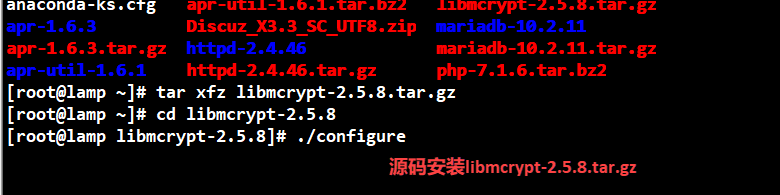 anaconda-ks.cfg apr-util-1.6.1.tar.bz2 libmcrypt-2.5.8.tar.gz
apr-1.6.3 Discuz_X3.3_SC_UTF8.zip mariadb-10.2.11
apr-1.6.3.tar.gz httpd-2.4.46 mariadb-10.2.11.tar.gz
apr-util-1.6.1 httpd-2.4.46.tar.gz php-7.1.6.tar.bz2
[root@lamp ~]# tar xfz libmcrypt-2.5.8.tar.gz
[root@lamp ~]# cd libmcrypt-2.5.8
[root@lamp libmcrypt-2.5.8]# ./configure
源码安装libmcrypt-2.5.8.tar.gz